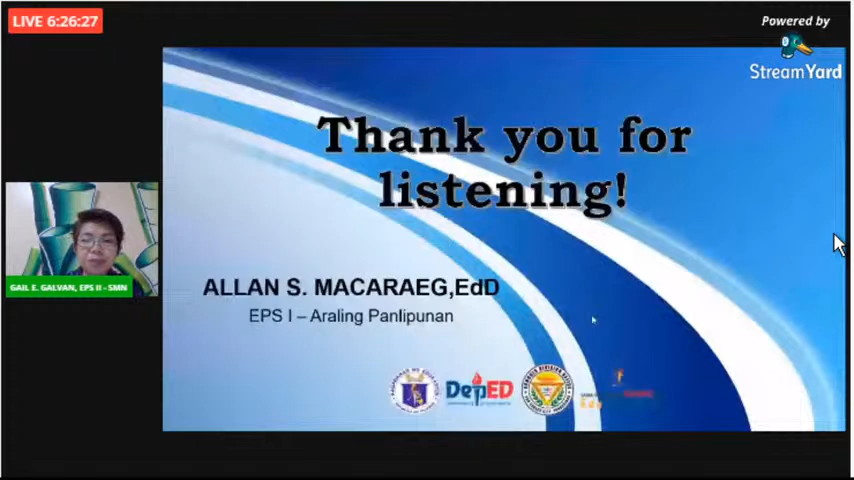 LIVE 6:26:27
Powered by
StreamYard
Thank you for
listening!
GAIL E. GALVAN, EPS II - SMN
ALLAN S. MACARAEG,EdD
EPS I – Araling Panlipunan
DepED